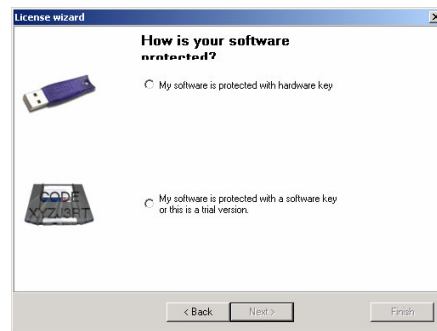 License wizard
How is your software
protected?
My software is protected with hardware key
CODE
XYZJ3RT
My software is protected with a software key
or this is a trial version.
< Back
Next >
Finish